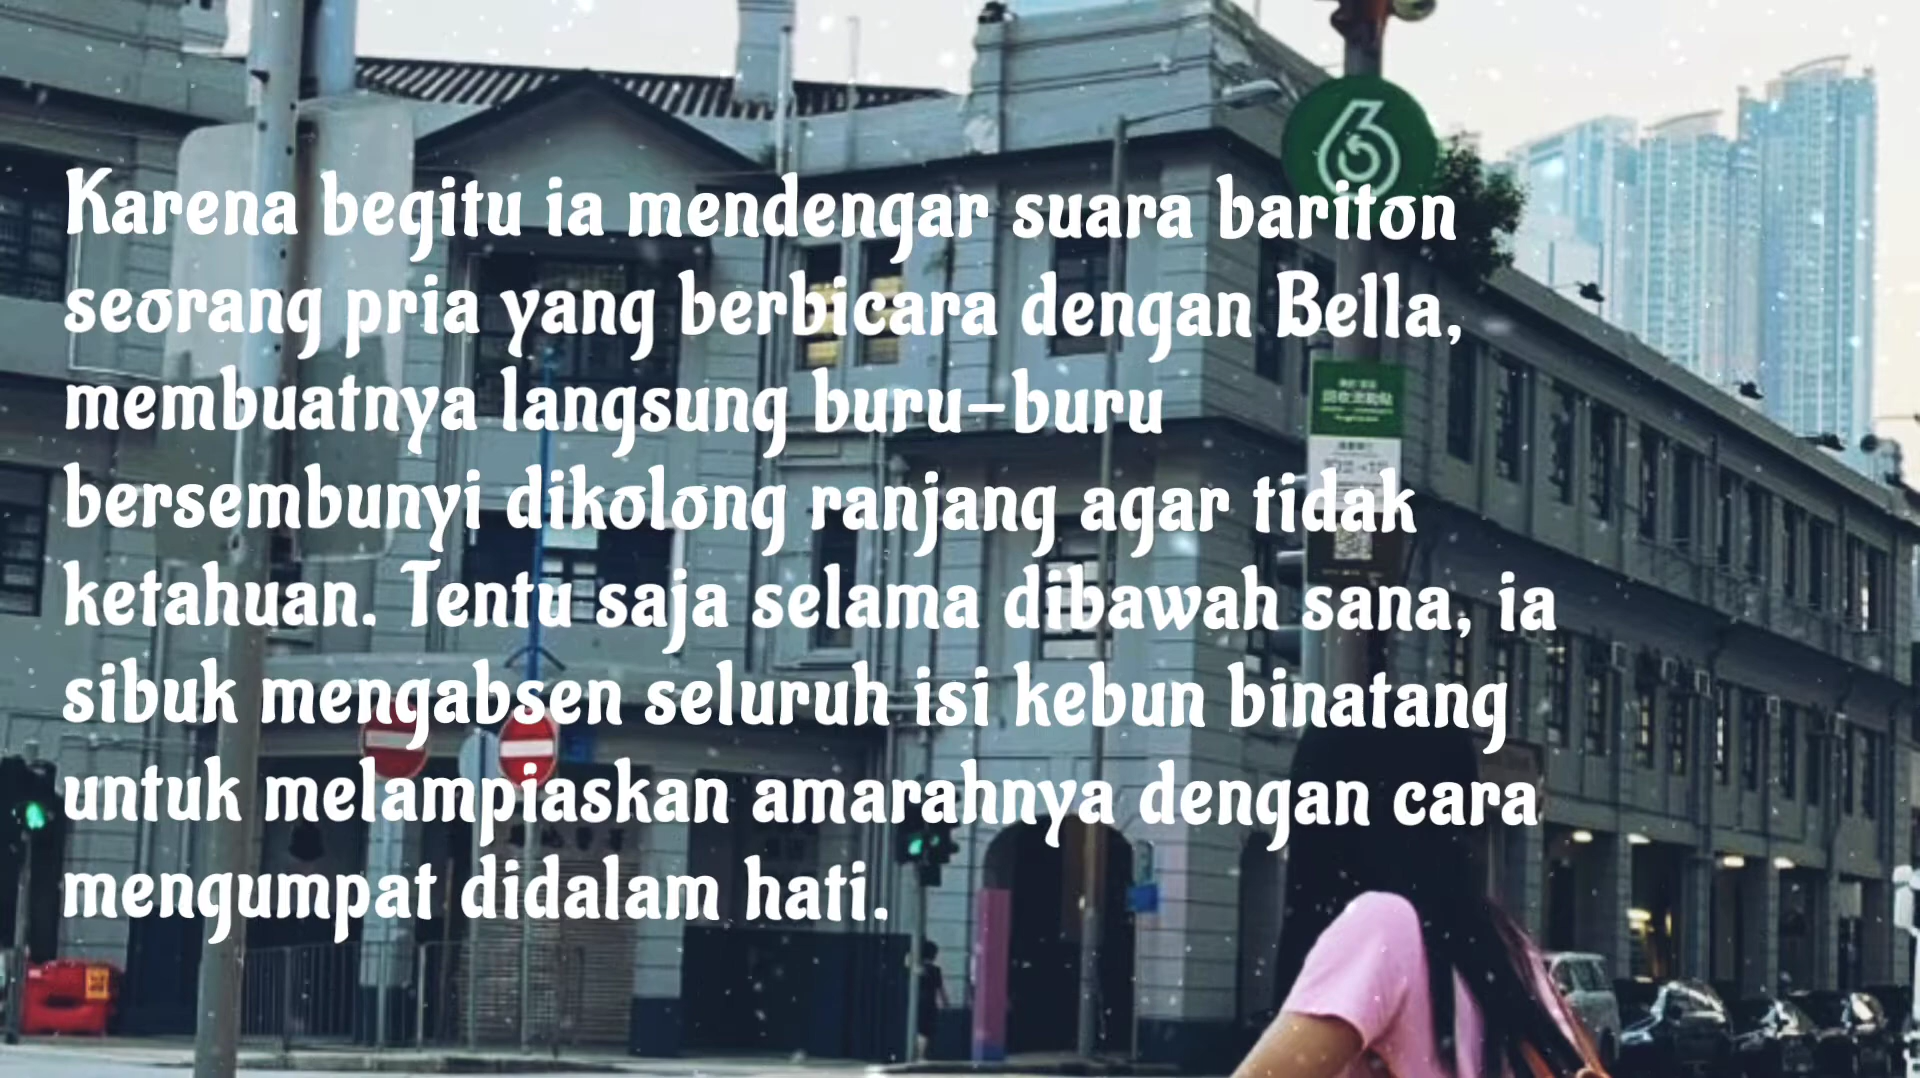 Karena begitu ia mendengar suara bariton
seorang pria yang berbicara dengan Bella,
membuatnya langsung buru-buru
bersembunyi dikolong ranjang agar tidak
ketahuan. Tentu saja selama dibawah sana, ia
sibuk mengabsen seluruh isi kebun binatang
untuk melampiaskan amarahnya dengan cara
mengumpat didalam hati.